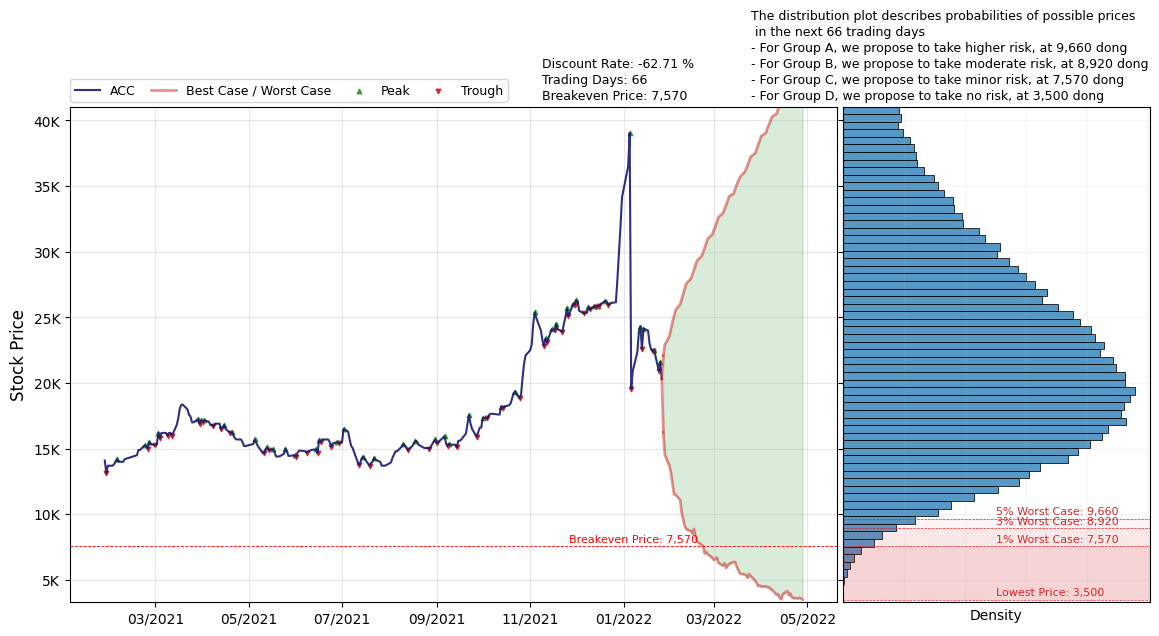 The distribution plot describes probabilities of possible prices
in the next 66 trading days
- For Group A, we propose to take higher risk, at 9,660 dong
- For Group B, we propose to take moderate risk, at 8,920 dong
- For Group C, we propose to take minor risk, at 7,570 dong
- For Group D, we propose to take no risk, at 3,500 dong
Discount Rate: -62.71 %
Trading Days: 66
Breakeven Price: 7,570
ACC
Best Case / Worst Case
Peak
Trough
Stock Price
40K
35K
30K
25K
20K
15K
10K
5K
Breakeven Price: 7,570
03/2021
05/2021
07/2021
09/2021
11/2021
01/2022
03/2022
05/2022
5% Worst Case: 9,660
3% Worst Case: 8,920
1% Worst Case: 7,570
Lowest Price: 3,500
Density